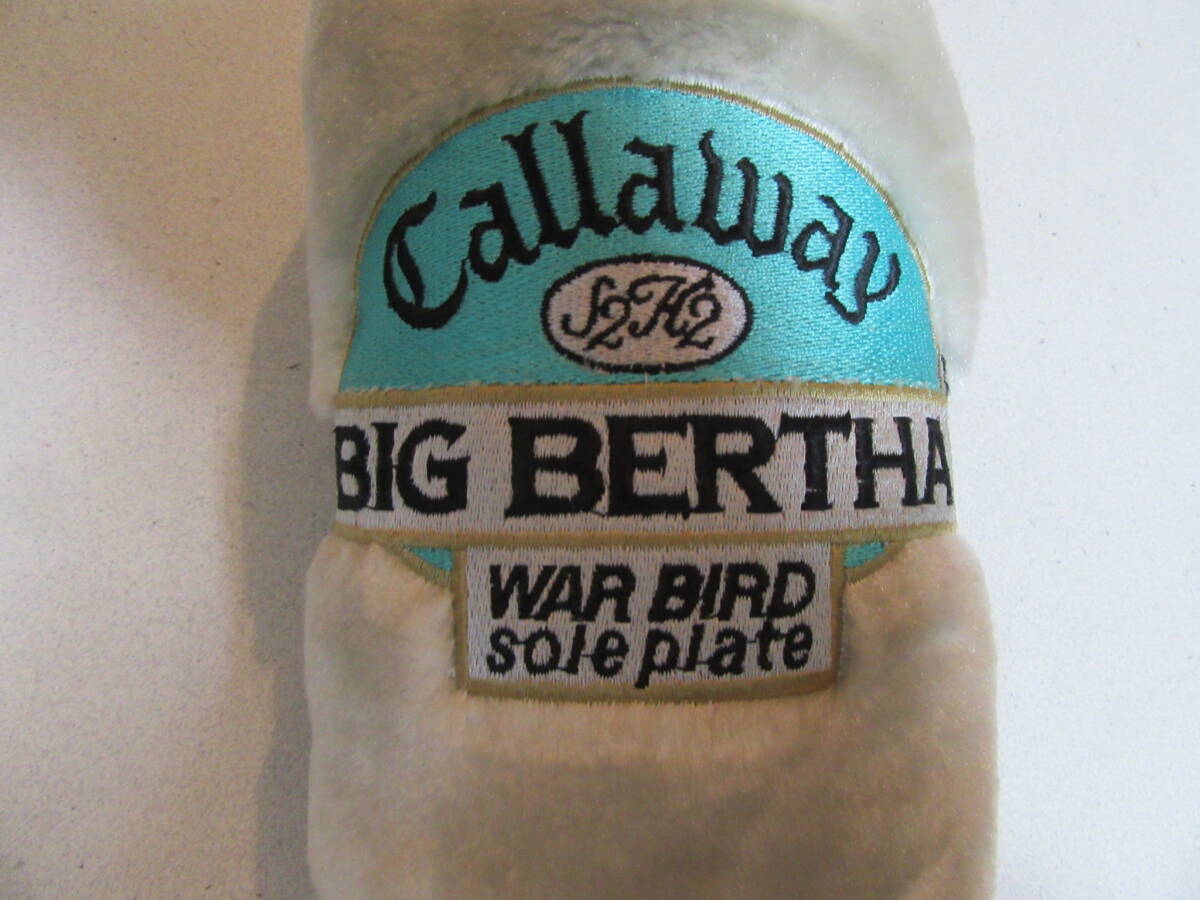 Callaway
S2H2
BIG BERTHA
WAR BIRD
sole plate